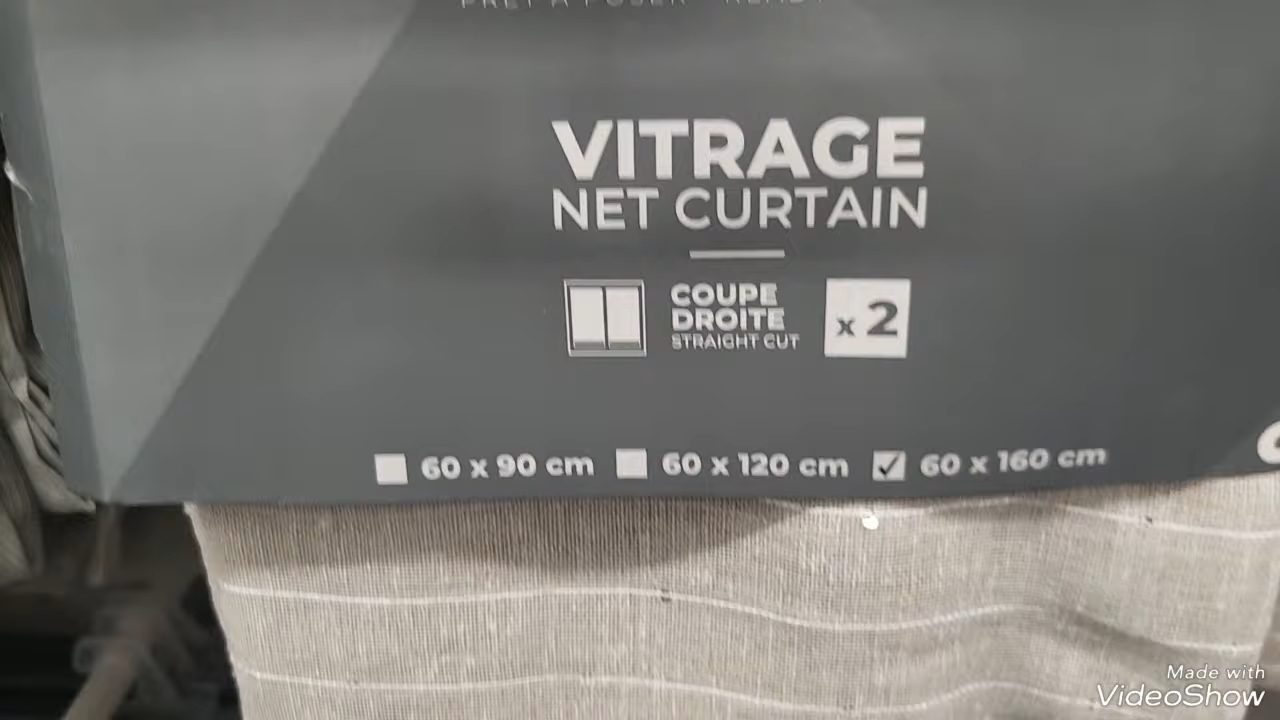 VITRAGE
NET CURTAIN
COUPE
DROITE
STRAIGHT CUT
x 2
60 x 90 cm 60 x 120 cm 60 x 160 cm
Made with
VideoShow